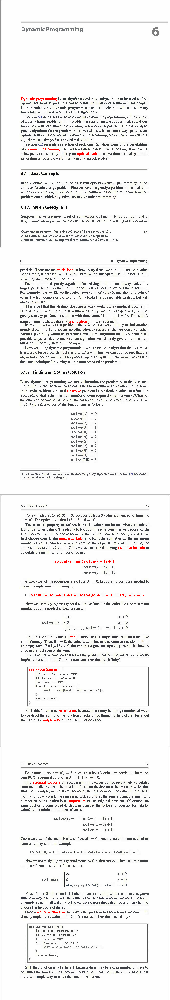 Dynamic Programming
6
Dynamic programming is an algorithm design technique that can be used to find
optimal solutions to problems and to count the number of solutions. This chapter
is an introduction to dynamic programming, and the technique will be used many
times later in the book when designing algorithms.
Section 6.1 discusses the basic elements of dynamic programming in the context
of a coin change problem. In this problem we are given a set of coin values and our
task is to construct a sum of money using as few coins as possible. There is a simple
greedy algorithm for the problem, but as we will see, it does not always produce an
optimal solution. However, using dynamic programming, we can create an efficient
algorithm that always finds an optimal solution.
Section 6.2 presents a selection of problems that show some of the possibilities
of dynamic programming. The problems include determining the longest increasing
subsequence in an array, finding an optimal path in a two-dimensional grid, and
generating all possible weight sums in a knapsack problem.
6.1 Basic Concepts
In this section, we go through the basic concepts of dynamic programming in the
context of a coin change problem. First we present a greedy algorithm for the problem,
which does not always produce an optimal solution. After this, we show how the
problem can be efficiently solved using dynamic programming.
6.1.1 When Greedy Fails
Suppose that we are given a set of coin values coins = {c1, c2, . . . , ck} and a
target sum of money n, and we are asked to construct the sum n using as few coins as
© Springer International Publishing AG, part of Springer Nature 2017 63
A. Laaksonen, Guide to Competitive Programming, Undergraduate
Topics in Computer Science, https://doi.org/10.1007/978-3-319-72547-5_6
64 6 Dynamic Programming
possible. There are no restrictions on how many times we can use each coin value.
For example, if coins = {1, 2, 5} and n = 12, the optimal solution is 5 + 5 +
2 = 12, which requires three coins.
There is a natural greedy algorithm for solving the problem: always select the
largest possible coin so that the sum of coin values does not exceed the target sum.
For example, if n = 12, we first select two coins of value 5, and then one coin of
value 2, which completes the solution. This looks like a reasonable strategy, but is it
always optimal?
It turns out that this strategy does not always work. For example, if coins =
{1, 3, 4} and n = 6, the optimal solution has only two coins (3 + 3 = 6) but the
greedy strategy produces a solution with three coins (4 + 1 + 1 = 6). This simple
counterexample shows that the greedy algorithm is not correct.1
How could we solve the problem, then? Of course, we could try to find another
greedy algorithm, but there are no other obvious strategies that we could consider.
Another possibility would be to create a brute force algorithm that goes through all
possible ways to select coins. Such an algorithm would surely give correct results,
but it would be very slow on large inputs.
However, using dynamic programming, we can create an algorithm that is almost
like a brute force algorithm but it is also efficient. Thus, we can both be sure that the
algorithm is correct and use it for processing large inputs. Furthermore, we can use
the same technique for solving a large number of other problems.
6.1.2 Finding an Optimal Solution
To use dynamic programming, we should formulate the problem recursively so that
the solution to the problem can be calculated from solutions to smaller subproblems.
In the coin problem, a natural recursive problem is to calculate values of a function
solve(x): what is the minimum number of coins required to form a sum x? Clearly,
the values of the function depend on the values of the coins. For example, if coins =
{1, 3, 4}, the first values of the function are as follows:
solve(0) = 0
solve(1) = 1
solve(2) = 2
solve(3) = 1
solve(4) = 1
solve(5) = 2
solve(6) = 2
solve(7) = 2
solve(8) = 2
solve(9) = 3
solve(10) = 3
1It is an interesting question when exactly does the greedy algorithm work. Pearson [24] describes
an efficient algorithm for testing this.
6.1 Basic Concepts 65
For example, solve(10) = 3, because at least 3 coins are needed to form the
sum 10. The optimal solution is 3 + 3 + 4 = 10.
The essential property of solve is that its values can be recursively calculated
from its smaller values. The idea is to focus on the first coin that we choose for the
sum. For example, in the above scenario, the first coin can be either 1, 3 or 4. If we
first choose coin 1, the remaining task is to form the sum 9 using the minimum
number of coins, which is a subproblem of the original problem. Of course, the
same applies to coins 3 and 4. Thus, we can use the following recursive formula to
calculate the minimum number of coins:
solve(x) = min(solve(x − 1) + 1,
solve(x − 3) + 1,
solve(x − 4) + 1).
The base case of the recursion is solve(0) = 0, because no coins are needed to
form an empty sum. For example,
solve(10) = solve(7) + 1 = solve(4) + 2 = solve(0) + 3 = 3.
Now we are ready to give a general recursive function that calculates the minimum
number of coins needed to form a sum x:
∞ x < 0
solve(x) = 0 x = 0
minc∈coins solve(x − c) + 1 x > 0
First, if x < 0, the value is infinite, because it is impossible to form a negative
sum of money. Then, if x = 0, the value is zero, because no coins are needed to form
an empty sum. Finally, if x > 0, the variable c goes through all possibilities how to
choose the first coin of the sum.
Once a recursive function that solves the problem has been found, we can directly
implement a solution in C++ (the constant INF denotes infinity):
int solve(int x){
if (x < 0) return INF;
if (x == 0) return 0;
int best = INF;
for (auto c : coins) {
best = min(best, solve(x-c)+1);
}
return best;
}
Still, this function is not efficient, because there may be a large number of ways
to construct the sum and the function checks all of them. Fortunately, it turns out
that there is a simple way to make the function efficient.
6.1 Basic Concepts 65
For example, solve(10) = 3, because at least 3 coins are needed to form the
sum 10. The optimal solution is 3 + 3 + 4 = 10.
The essential property of solve is that its values can be recursively calculated
from its smaller values. The idea is to focus on the first coin that we choose for the
sum. For example, in the above scenario, the first coin can be either 1, 3 or 4. If
we first choose coin 1, the remaining task is to form the sum 9 using the minimum
number of coins, which is a subproblem of the original problem. Of course, the
same applies to coins 3 and 4. Thus, we can use the following recursive formula to
calculate the minimum number of coins:
solve(x) = min(solve(x − 1) + 1,
solve(x − 3) + 1,
solve(x − 4) + 1).
The base case of the recursion is solve(0) = 0, because no coins are needed to
form an empty sum. For example,
solve(10) = solve(7) + 1 = solve(4) + 2 = solve(0) + 3 = 3.
Now we are ready to give a general recursive function that calculates the minimum
number of coins needed to form a sum x:
∞ x < 0
solve(x) = 0 x = 0
minc∈coins solve(x − c) + 1 x > 0
First, if x < 0, the value is infinite, because it is impossible to form a negative
sum of money. Then, if x = 0, the value is zero, because no coins are needed to form
an empty sum. Finally, if x > 0, the variable c goes through all possibilities how to
choose the first coin of the sum.
Once a recursive function that solves the problem has been found, we can
directly implement a solution in C++ (the constant INF denotes infinity):
int solve(int x) {
if (x < 0) return INF;
if (x == 0) return 0;
int best = INF;
for (auto c : coins) {
best = min(best, solve(x-c)+1);
}
return best;
}
Still, this function is not efficient, because there may be a large number of ways to
construct the sum and the function checks all of them. Fortunately, it turns out that
there is a simple way to make the function efficient.